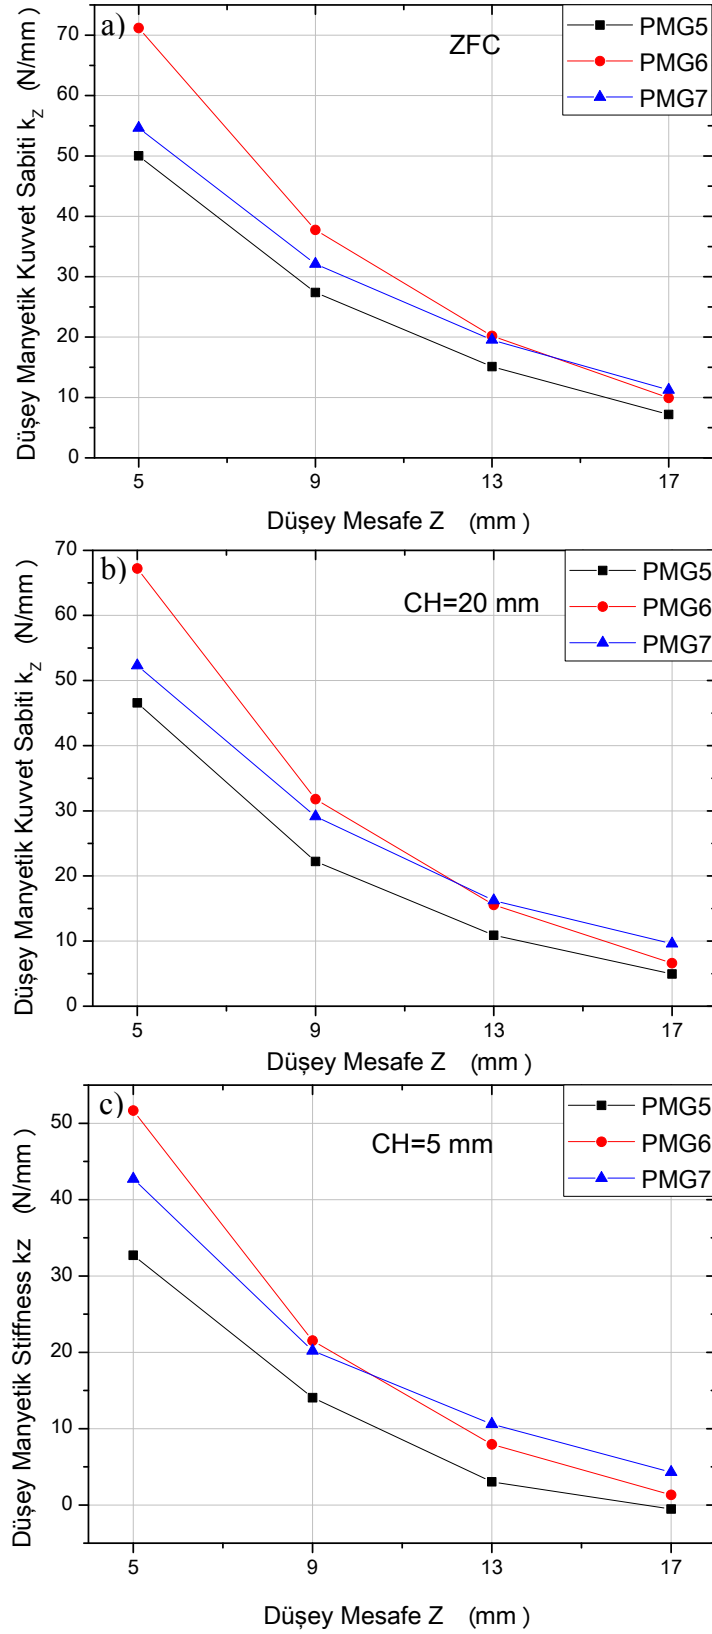 a)
ZFC
PMG5
PMG6
PMG7
Düşey Manyetik Kuvvet Sabiti kZ (N/mm )
70
60
50
40
30
20
10
0
5 9 13 17
Düşey Mesafe Z (mm )
b)
CH=20 mm
PMG5
PMG6
PMG7
Düşey Manyetik Kuvvet Sabiti kZ (N/mm )
70
60
50
40
30
20
10
0
5 9 13 17
Düşey Mesafe Z (mm )
c)
CH=5 mm
PMG5
PMG6
PMG7
Düşey Manyetik Stiffness kz (N/mm )
50
40
30
20
10
0
5 9 13 17
Düşey Mesafe Z (mm )